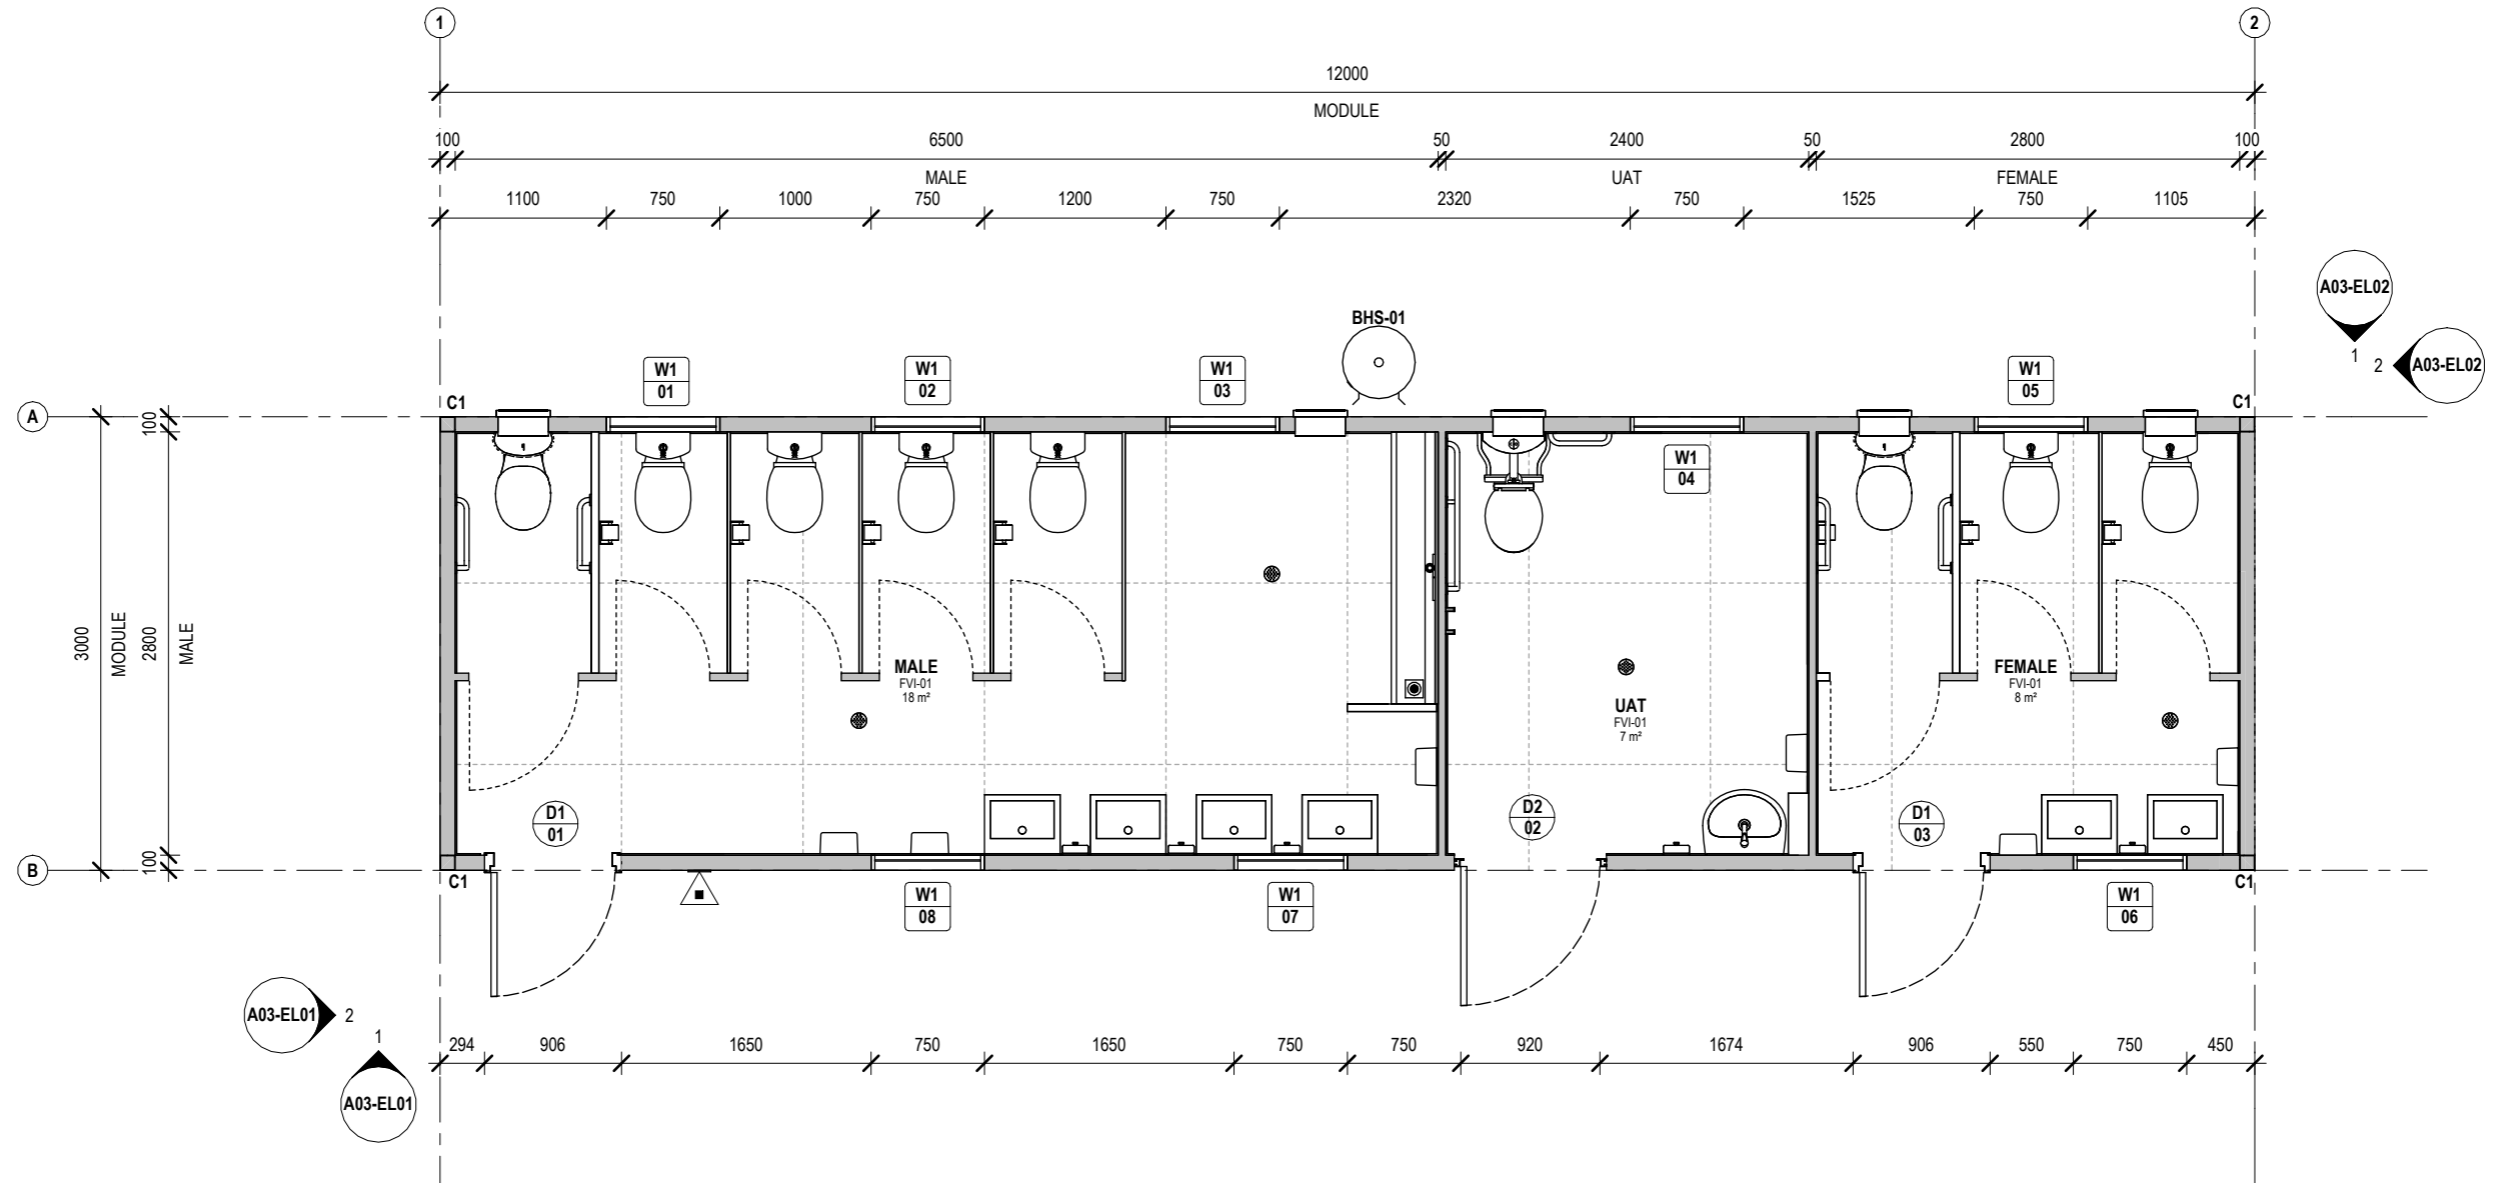 1 2
12000
MODULE
100 6500 50 2400 50 2800 100
MALE UAT FEMALE
1100 750 1000 750 1200 750 2320 750 1525 750 1105
A03-EL02
1
2 A03-EL02
BHS-01
W1 W1 W1 W1
01 02 03 05
C1 C1
A
100
W1
04
3000
MODULE
2800
MALE
MALE
FVI-01
18 m²
UAT
FVI-01
7 m²
FEMALE
FVI-01
8 m²
D1 D2 D1
01 02 03
100
B
C1 C1
W1 W1 W1
08 07 06
A03-EL01 2
1
A03-EL01
294 906 1650 750 1650 750 750 920 1674 906 550 750 450